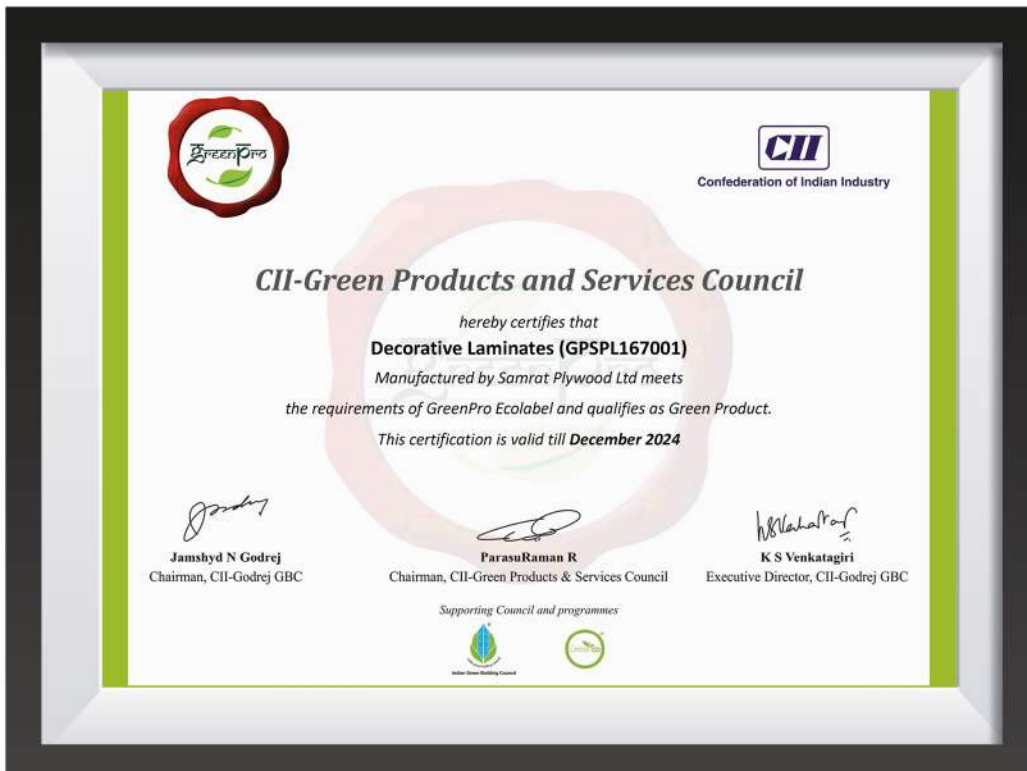 GreenPro
CII
Confederation of Indian Industry
CII-Green Products and Services Council
hereby certifies that
Decorative Laminates (GPSPL167001)
Manufactured by Samrat Plywood Ltd meets
the requirements of GreenPro Ecolabel and qualifies as Green Product.
This certification is valid till December 2024
Jamshyd N Godrej
Chairman, CII-Godrej GBC
ParasuRaman R
Chairman, CII-Green Products & Services Council
K S Venkatagiri
Executive Director, CII-Godrej GBC
Supporting Council and programmes
Indian Green Building Council